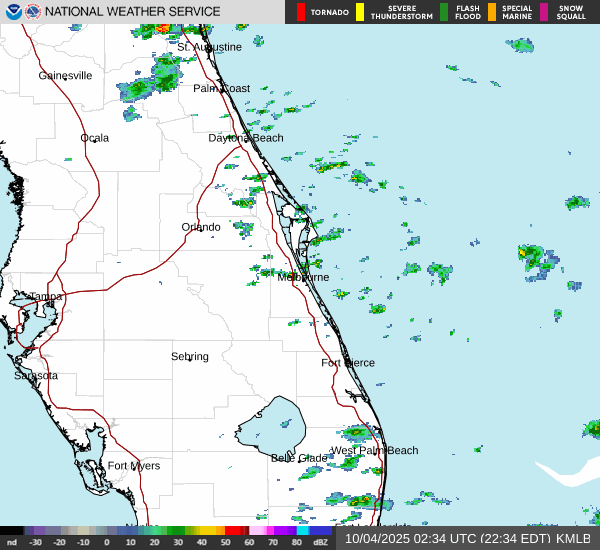 NATIONAL WEATHER SERVICE
TORNADO
SEVERE THUNDERSTORM
FLASH FLOOD
SPECIAL MARINE
SNOW SQUALL
St. Augustine
Gainesville
Palm Coast
Ocala
Daytona Beach
Orlando
Melbourne
Tampa
Sebring
Fort Pierce
Sarasota
West Palm Beach
Belle Glade
Fort Myers
nd -30 -20 -10 0 10 20 30 40 50 60 70 80 dBZ
10/04/2025 02:34 UTC (22:34 EDT) KMLB